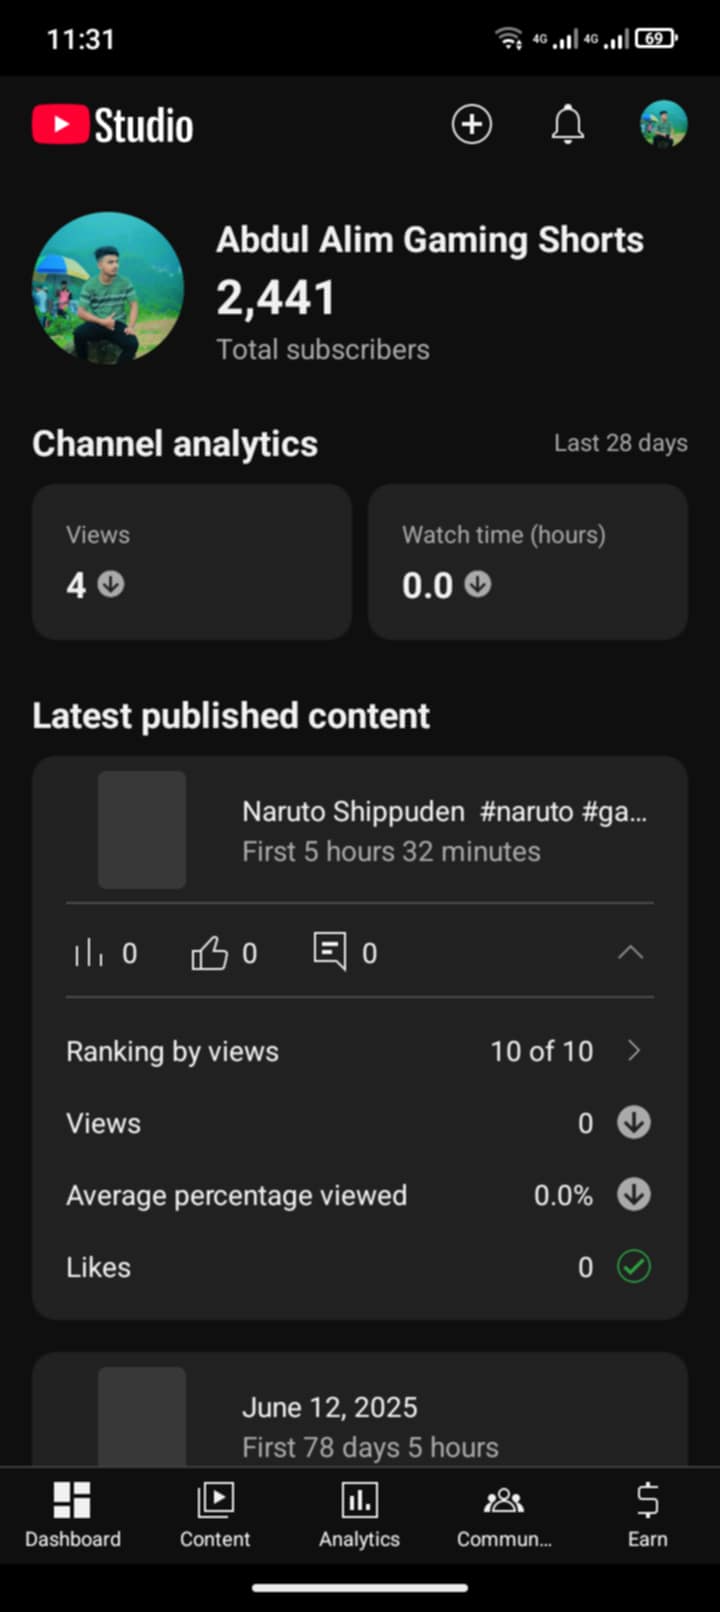 11:31
4G 4G 69
Studio
Abdul Alim Gaming Shorts
2,441
Total subscribers
Channel analytics
Last 28 days
Views
Watch time (hours)
4
0.0
Latest published content
Naruto Shippuden #naruto #ga...
First 5 hours 32 minutes
0 0 0
Ranking by views 10 of 10
Views 0
Average percentage viewed 0.0%
Likes 0
June 12, 2025
First 78 days 5 hours
Dashboard Content Analytics Commun... Earn